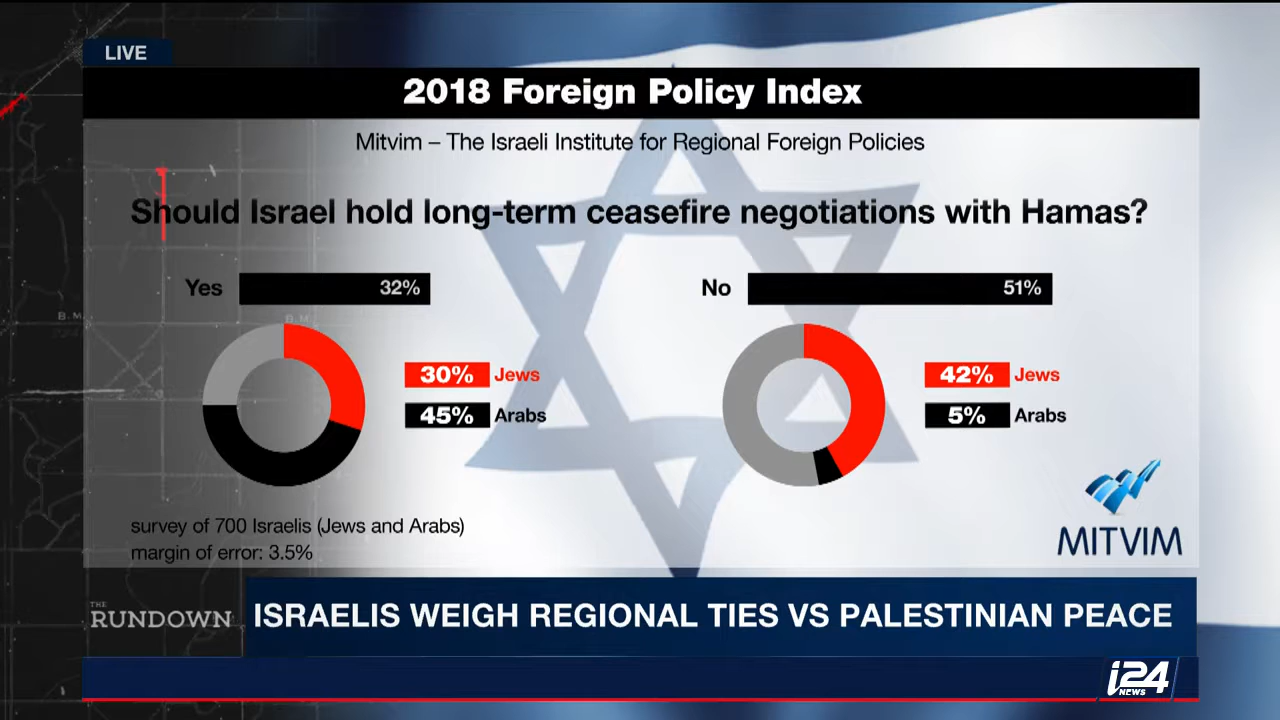 LIVE
2018 Foreign Policy Index
Mitvim – The Israeli Institute for Regional Foreign Policies
Should Israel hold long-term ceasefire negotiations with Hamas?
Yes 32%
No 51%
30% Jews
45% Arabs
42% Jews
5% Arabs
B.M.
B.M.
survey of 700 Israelis (Jews and Arabs)
margin of error: 3.5%
MITVIM
THE
RUNDOWN
ISRAELIS WEIGH REGIONAL TIES VS PALESTINIAN PEACE
i24
NEWS